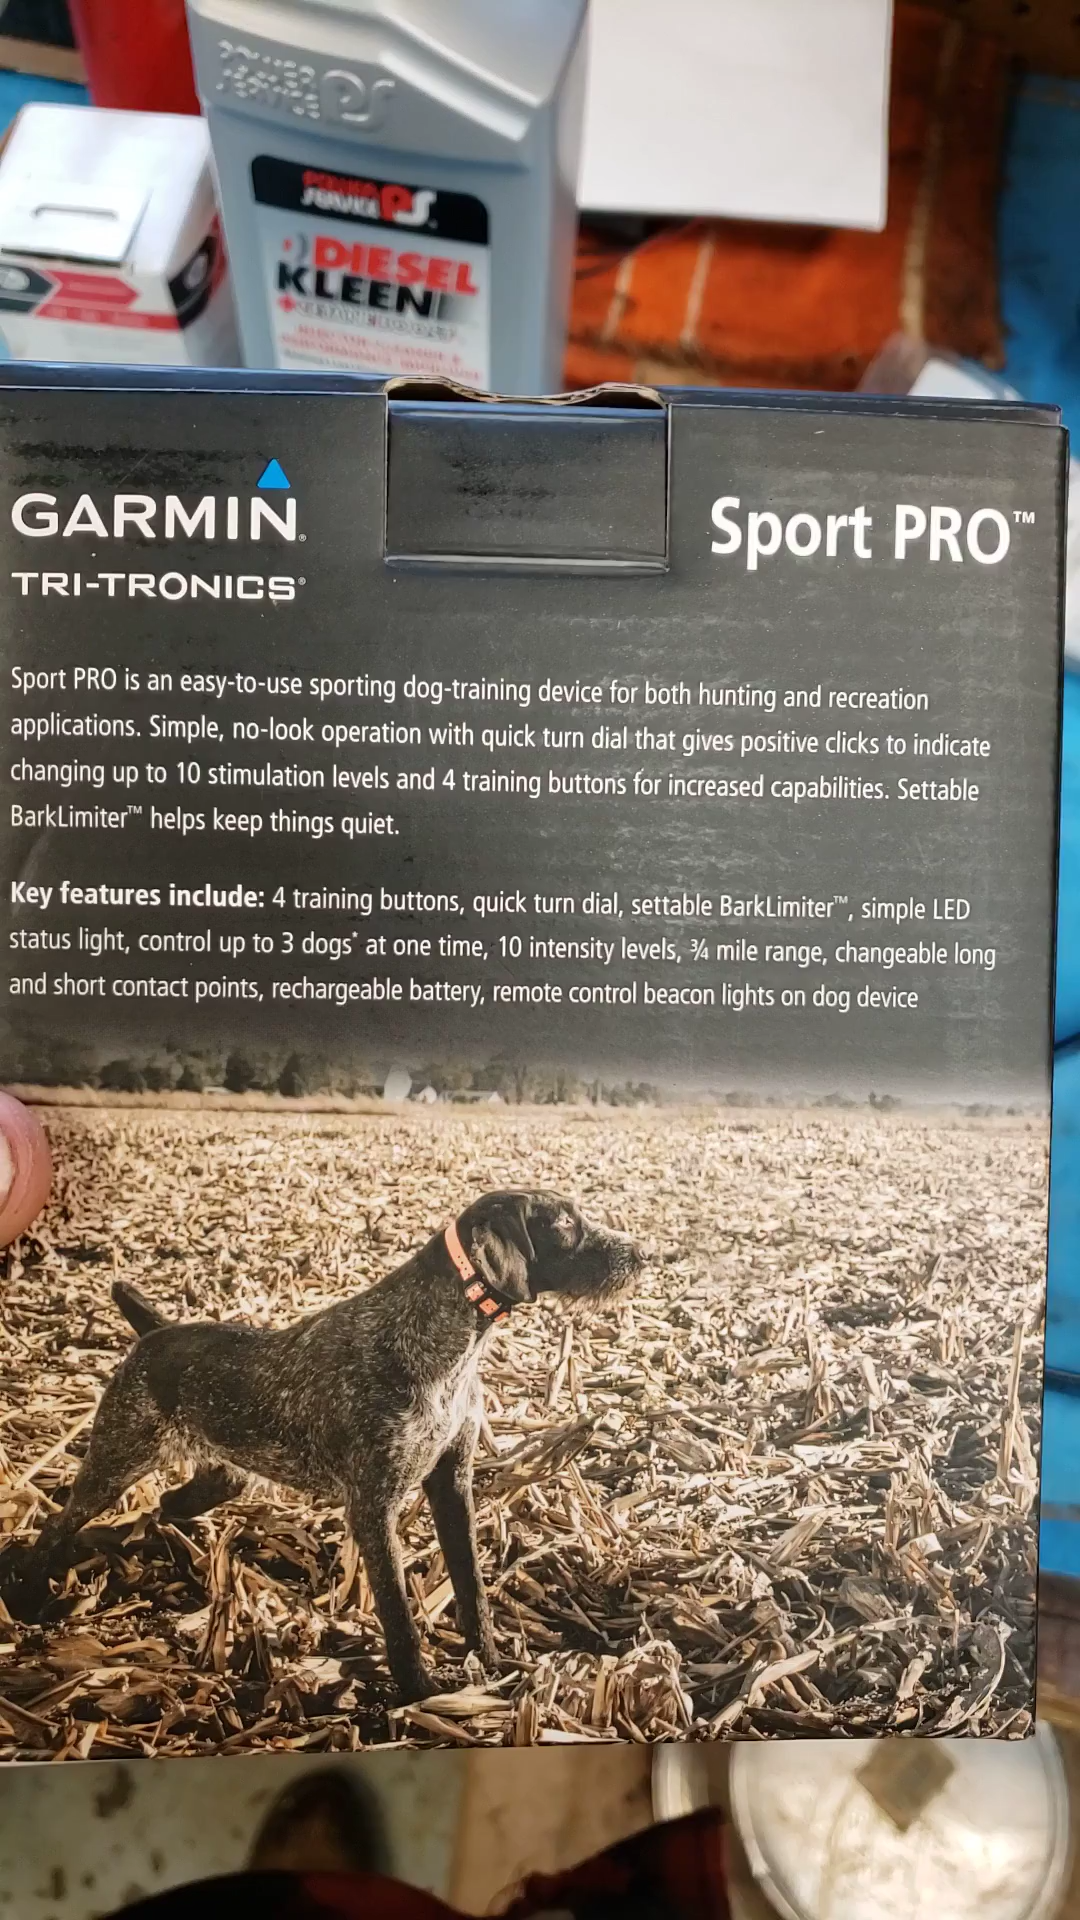 POWER
SERVICE PS
POWER
SERVICE PS
DIESEL
KLEEN
GARMIN®
TRI-TRONICS®
Sport PRO™
Sport PRO is an easy-to-use sporting dog-training device for both hunting and recreation
applications. Simple, no-look operation with quick turn dial that gives positive clicks to indicate
changing up to 10 stimulation levels and 4 training buttons for increased capabilities. Settable
BarkLimiter™ helps keep things quiet.
Key features include: 4 training buttons, quick turn dial, settable BarkLimiter™, simple LED
status light, control up to 3 dogs* at one time, 10 intensity levels, ¾ mile range, changeable long
and short contact points, rechargeable battery, remote control beacon lights on dog device